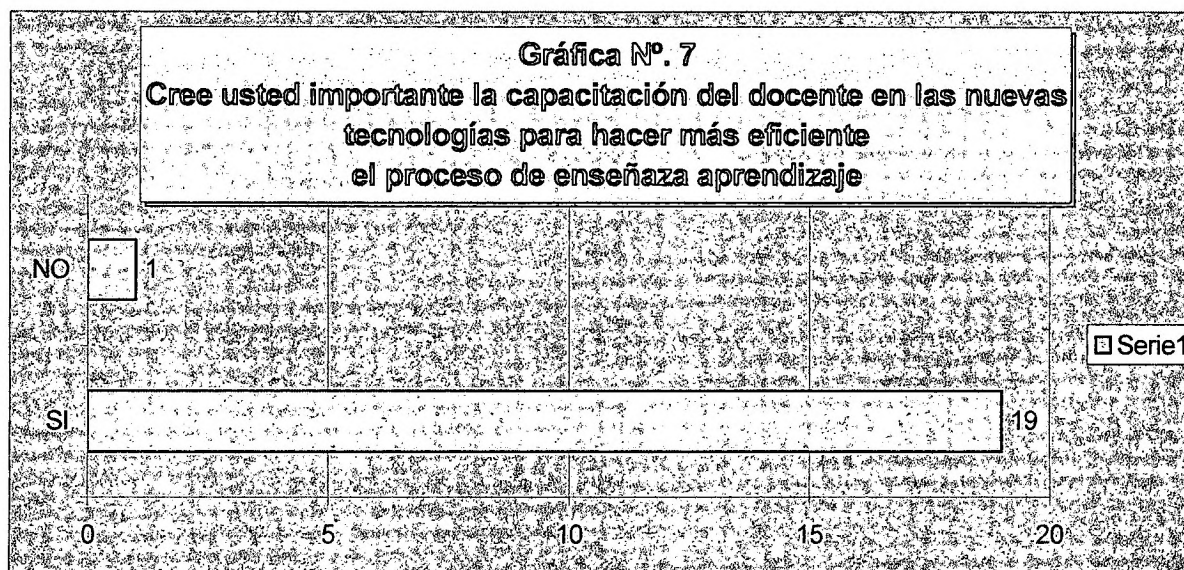 Gráfica Nº. 7
Cree usted importante la capacitación del docente en las nuevas
tecnologías para hacer más eficiente
el proceso de enseñaza aprendizaje
NO
1
Serie1
SI
19
0 5 10 15 20